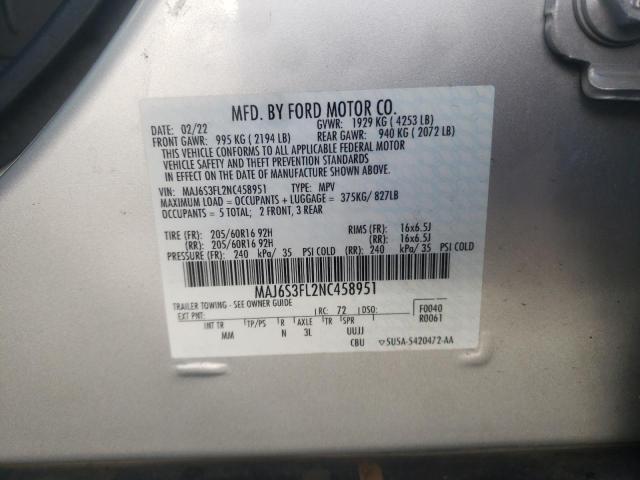 MFD. BY FORD MOTOR CO.
DATE: 02/22 GVWR: 1929 KG ( 4253 LB)
FRONT GAWR: 995 KG ( 2194 LB) REAR GAWR: 940 KG ( 2072 LB)
THIS VEHICLE CONFORMS TO ALL APPLICABLE FEDERAL MOTOR
VEHICLE SAFETY AND THEFT PREVENTION STANDARDS
IN EFFECT ON THE DATE OF MANUFACTURE SHOWN ABOVE.
VIN: MAJ6S3FL2NC458951 TYPE: MPV
MAXIMUM LOAD = OCCUPANTS + LUGGAGE = 375KG/ 827LB
OCCUPANTS = 5 TOTAL; 2 FRONT, 3 REAR
TIRE (FR): 205/60R16 92H RIMS (FR): 16x6.5J
(RR): 205/60R16 92H (RR): 16x6.5J
PRESSURE (FR): 240 kPa/ 35 PSI COLD (RR): 240 kPa/ 35 PSI COLD
MAJ6S3FL2NC458951
TRAILER TOWING - SEE OWNER GUIDE
EXT PNT: RC: 72 DSO: F0040
R0061
INT TR TP/PS R AXLE TR SPR
MM N 3L UUJJ
CBU ▽SU5A-5420472-AA